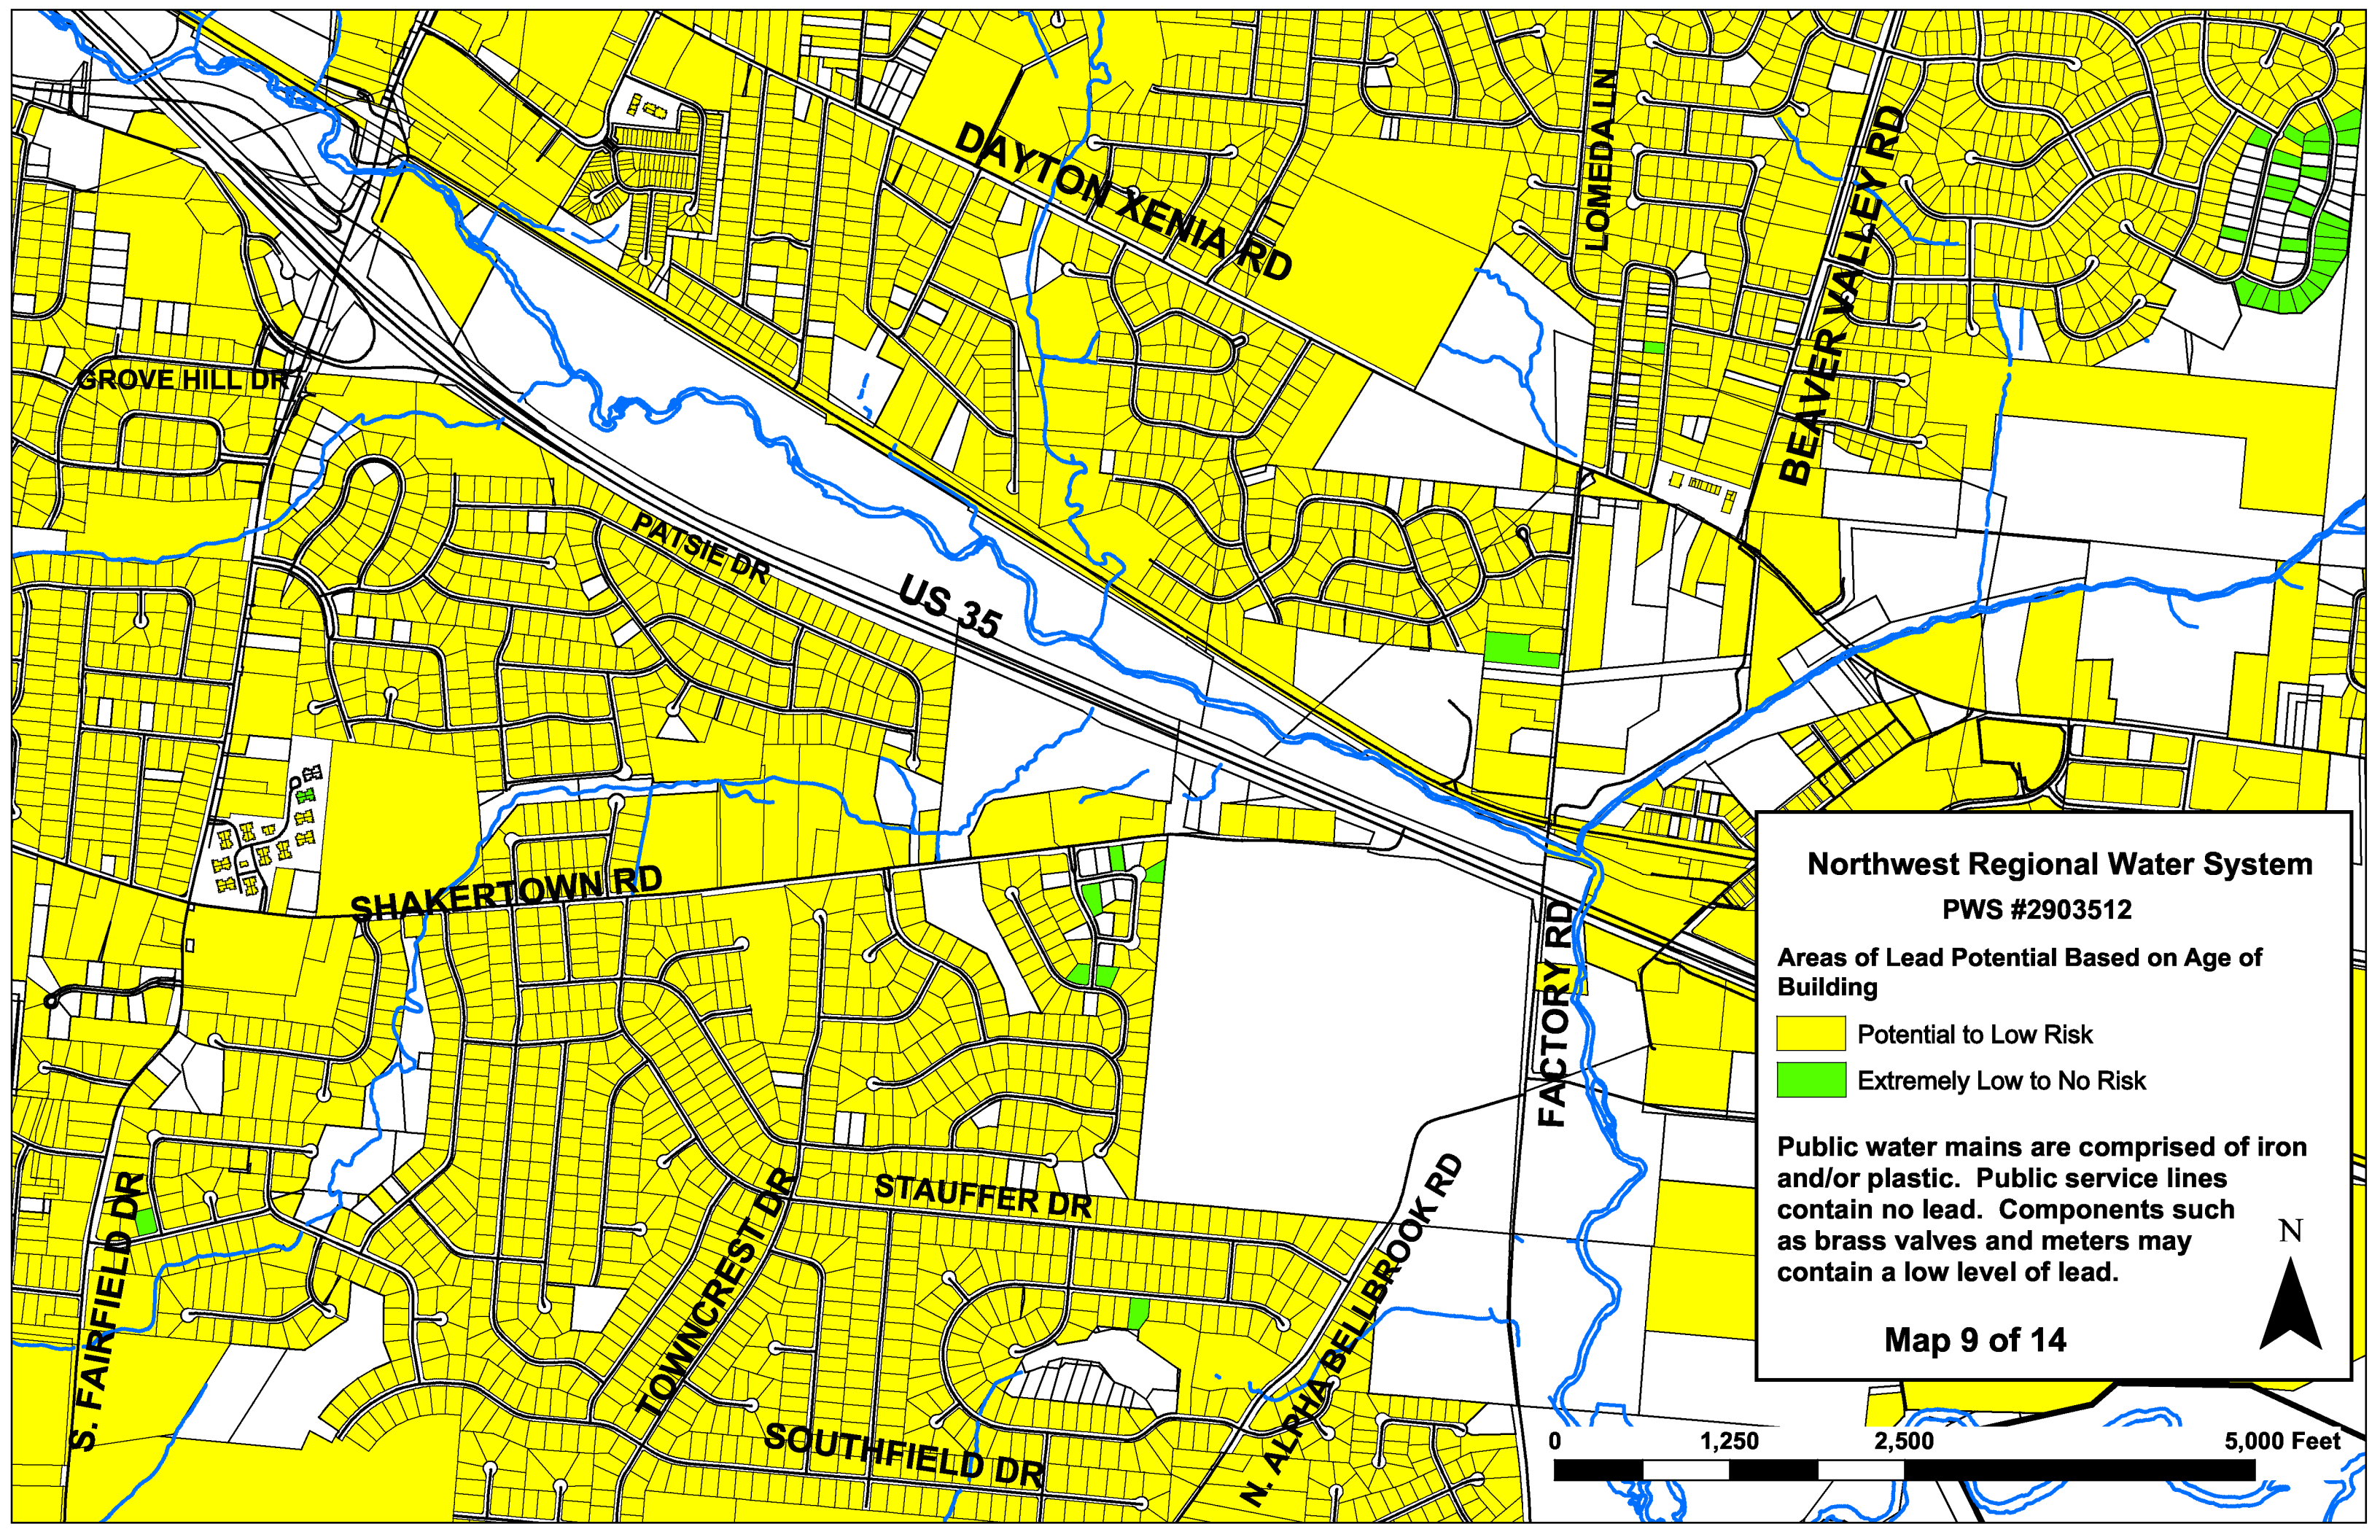 DAYTON XENIA RD
LOMEDA LN
BEAVER VALLEY RD
GROVE HILL DR
PATSIE DR
US 35
SHAKERTOWN RD
FACTORY RD
STAUFFER DR
TOWNCREST DR
S. FAIRFIELD DR
N. ALPHA BELLBROOK RD
SOUTHFIELD DR
Northwest Regional Water System
PWS #2903512
Areas of Lead Potential Based on Age of
Building
Potential to Low Risk
Extremely Low to No Risk
Public water mains are comprised of iron
and/or plastic.  Public service lines
contain no lead.  Components such
as brass valves and meters may
contain a low level of lead.
N
Map 9 of 14
0 1,250 2,500 5,000 Feet